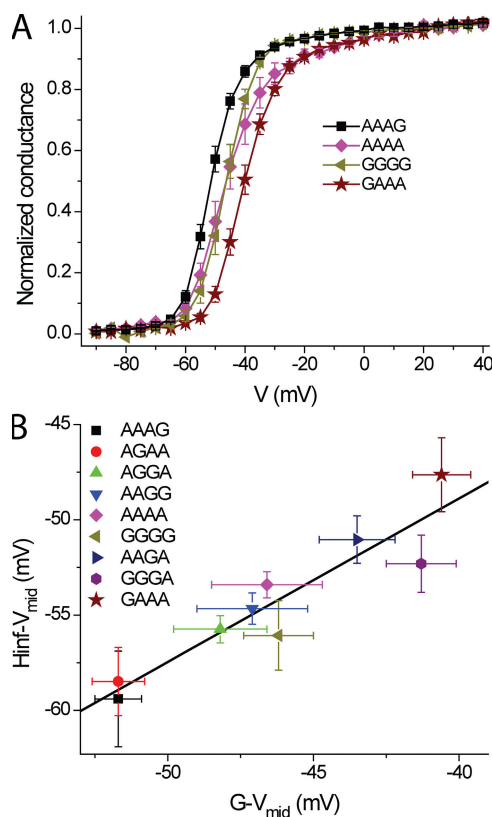 A
Normalized conductance
1.0
0.8
0.6
0.4
0.2
0.0
AAAG
AAAA
GGGG
GAAA
-80 -60 -40 -20 0 20 40
V (mV)
B
Hinf-Vmid (mV)
-45
-50
-55
-60
AAAG
AGAA
AGGA
AAGG
AAAA
GGGG
AAGA
GGGA
GAAA
-50 -45 -40
G-Vmid (mV)